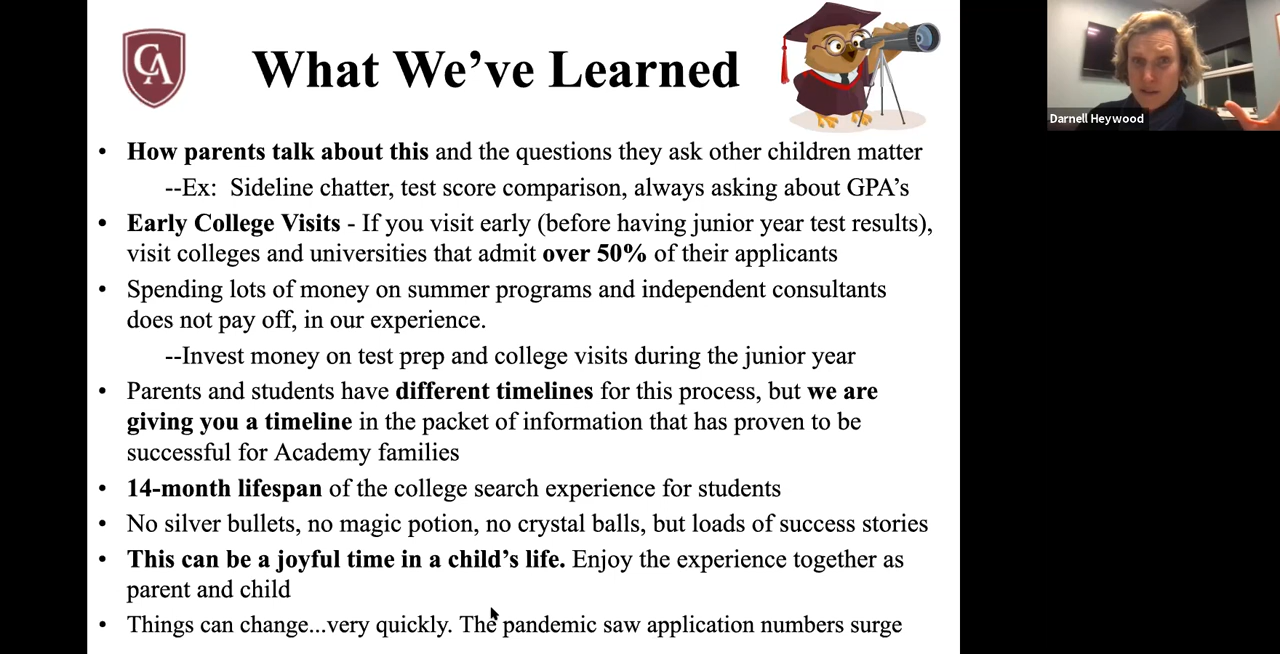 CA
What We’ve Learned
Darnell Heywood
• How parents talk about this and the questions they ask other children matter
--Ex: Sideline chatter, test score comparison, always asking about GPA’s
• Early College Visits - If you visit early (before having junior year test results),
visit colleges and universities that admit over 50% of their applicants
• Spending lots of money on summer programs and independent consultants
does not pay off, in our experience.
--Invest money on test prep and college visits during the junior year
• Parents and students have different timelines for this process, but we are
giving you a timeline in the packet of information that has proven to be
successful for Academy families
• 14-month lifespan of the college search experience for students
• No silver bullets, no magic potion, no crystal balls, but loads of success stories
• This can be a joyful time in a child’s life. Enjoy the experience together as
parent and child
• Things can change...very quickly. The pandemic saw application numbers surge